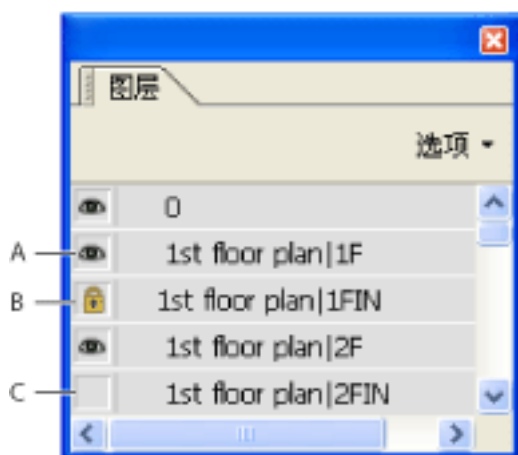 图层
选项
0
A 1st floor plan|1F
B 1st floor plan|1FIN
1st floor plan|2F
C 1st floor plan|2FIN